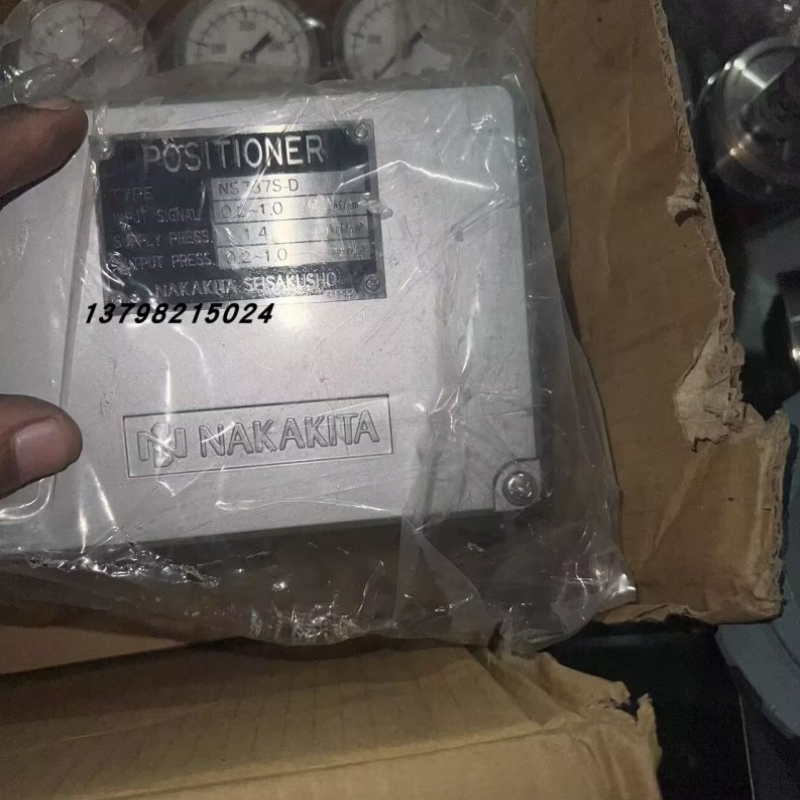 POSITIONER
TYPE NS737S-D
INPUT SIGNAL 0.2~1.0
SUPPLY PRESS. 1.4
OUTPUT PRESS. 0.2~1.0
NAKAKITA SEISAKUSHO
13798215024
NAKAKITA